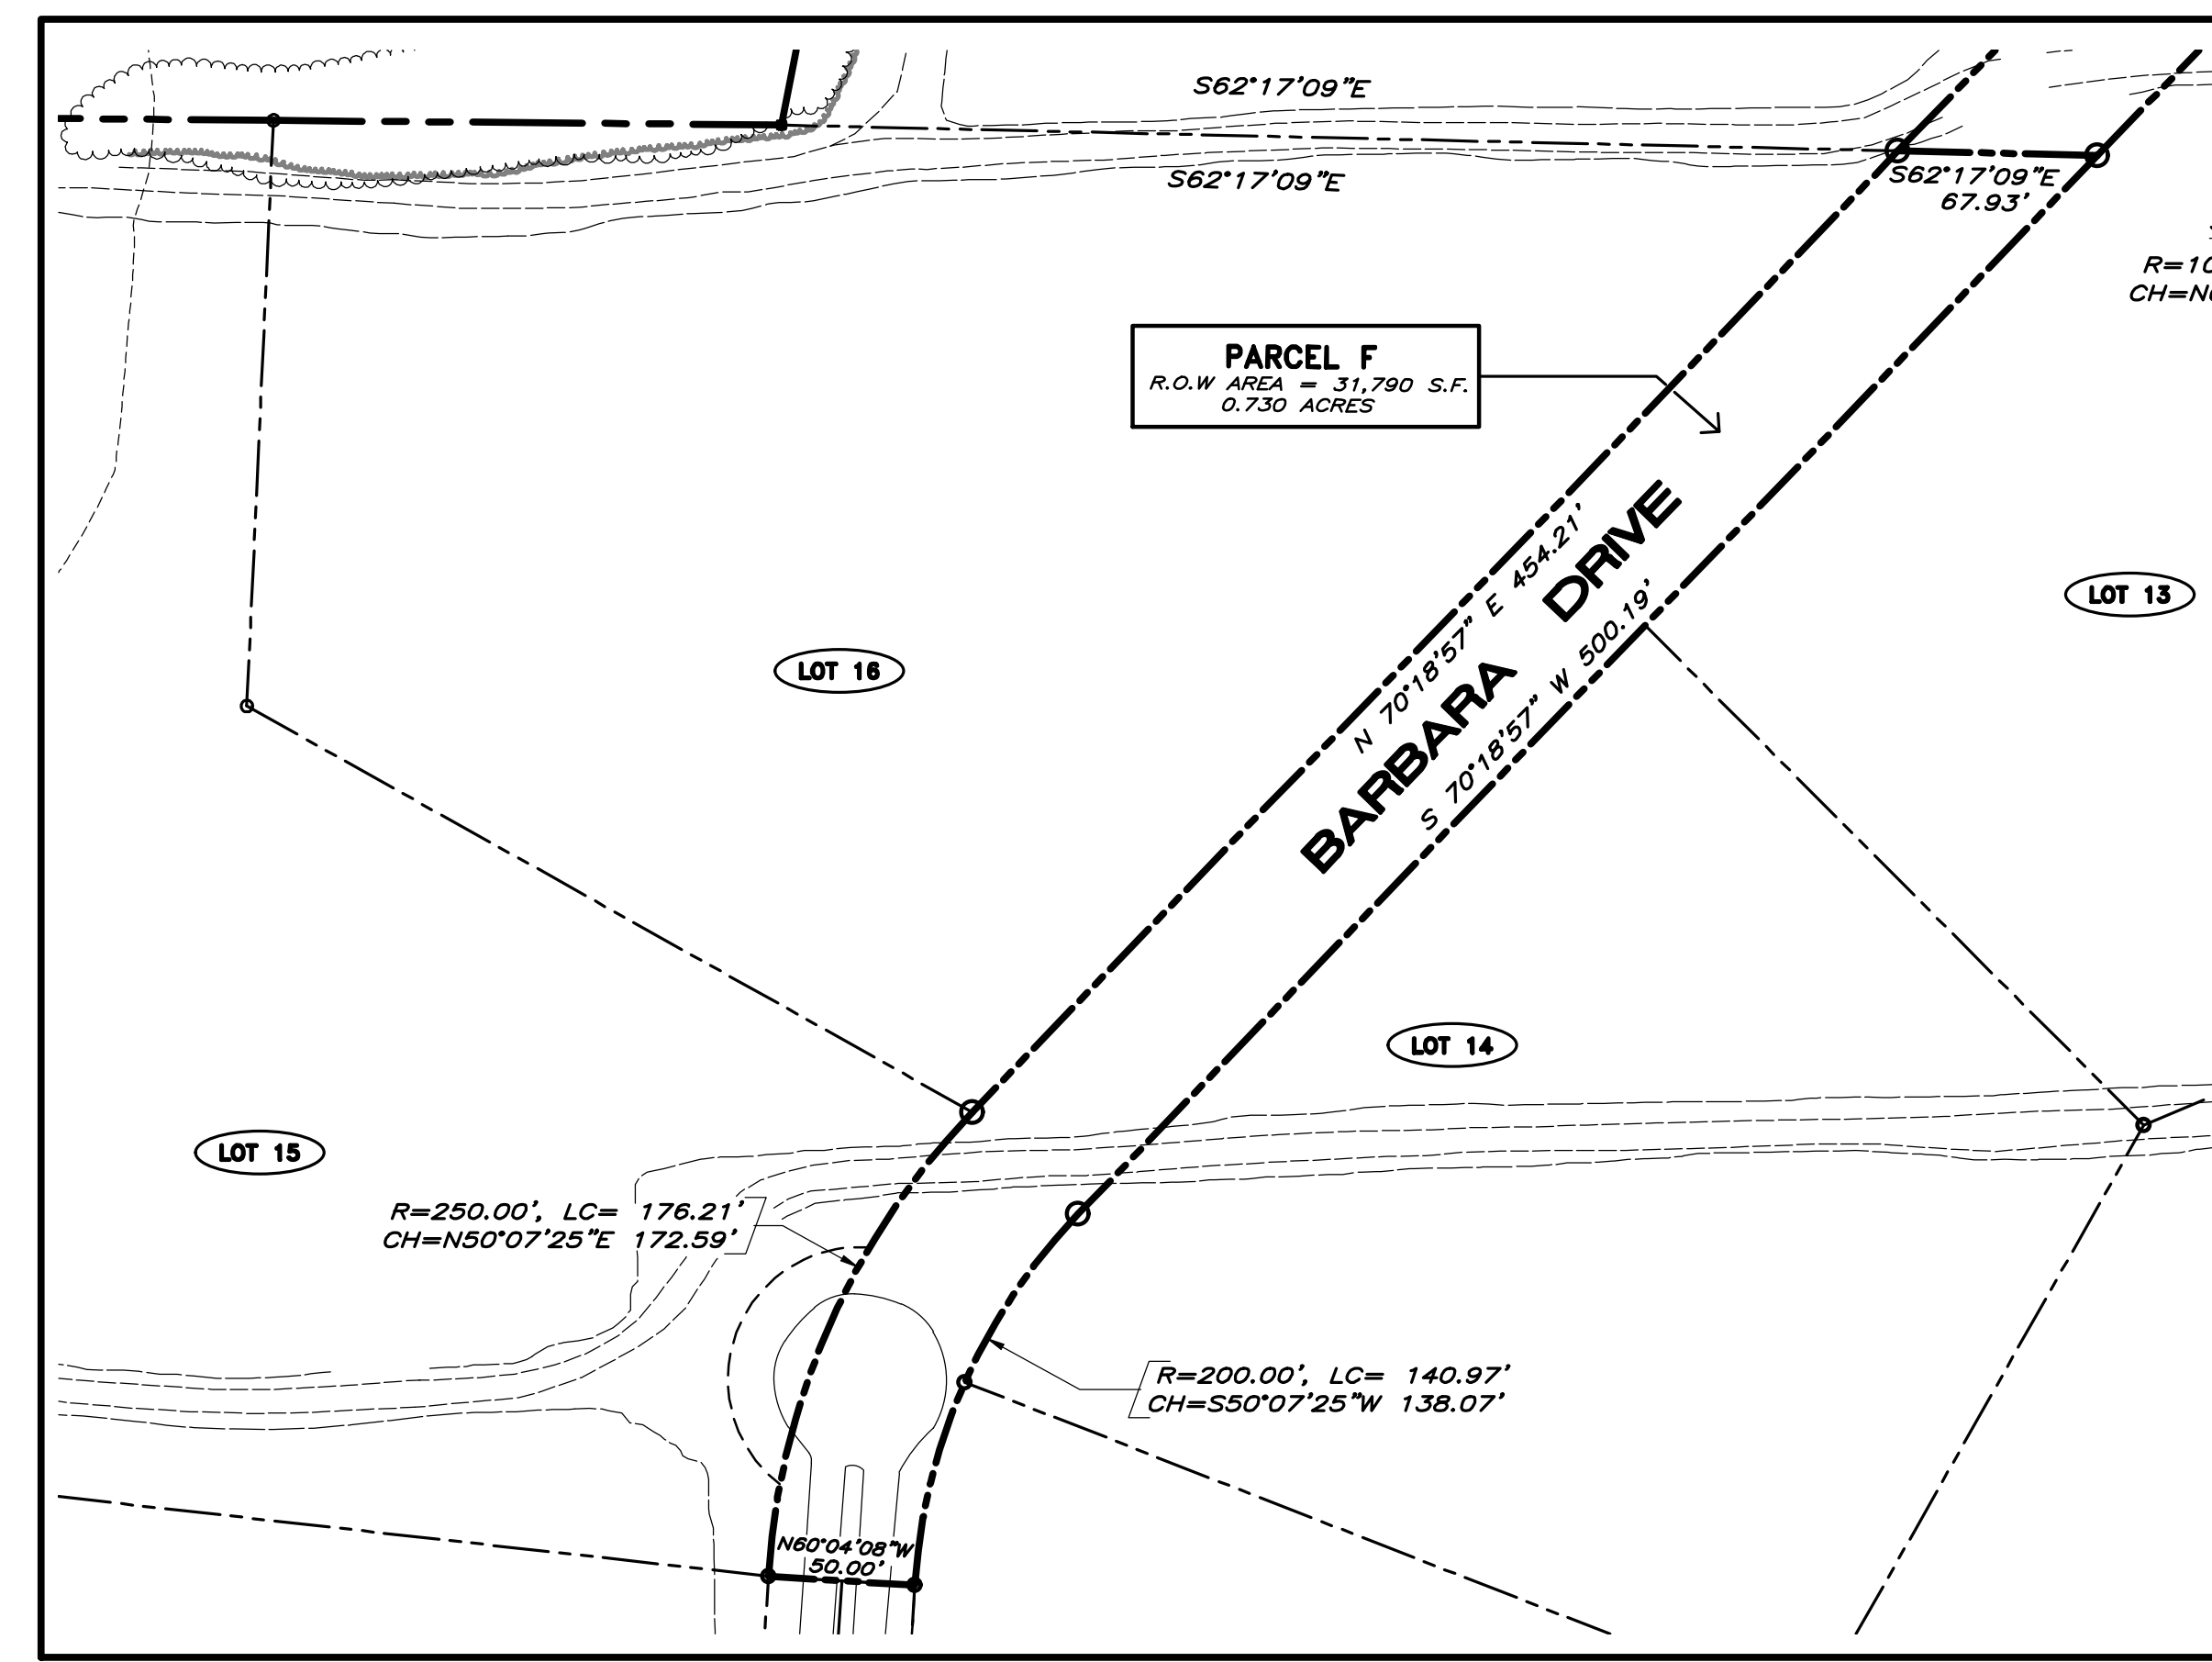 S62°17'09"E
S62°17'09"E
S62°17'09"E
67.93'
R=10
CH=N
PARCEL F
R.O.W AREA = 31,790 S.F.
0.730 ACRES
N 70°18'57" E 454.21'
BARBARA DRIVE
S 70°18'57" W 500.19'
LOT 13
LOT 16
LOT 14
LOT 15
R=250.00', LC= 176.21'
CH=N50°07'25"E 172.59'
R=200.00', LC= 140.97'
CH=S50°07'25"W 138.07'
N60°04'08"W
50.00'